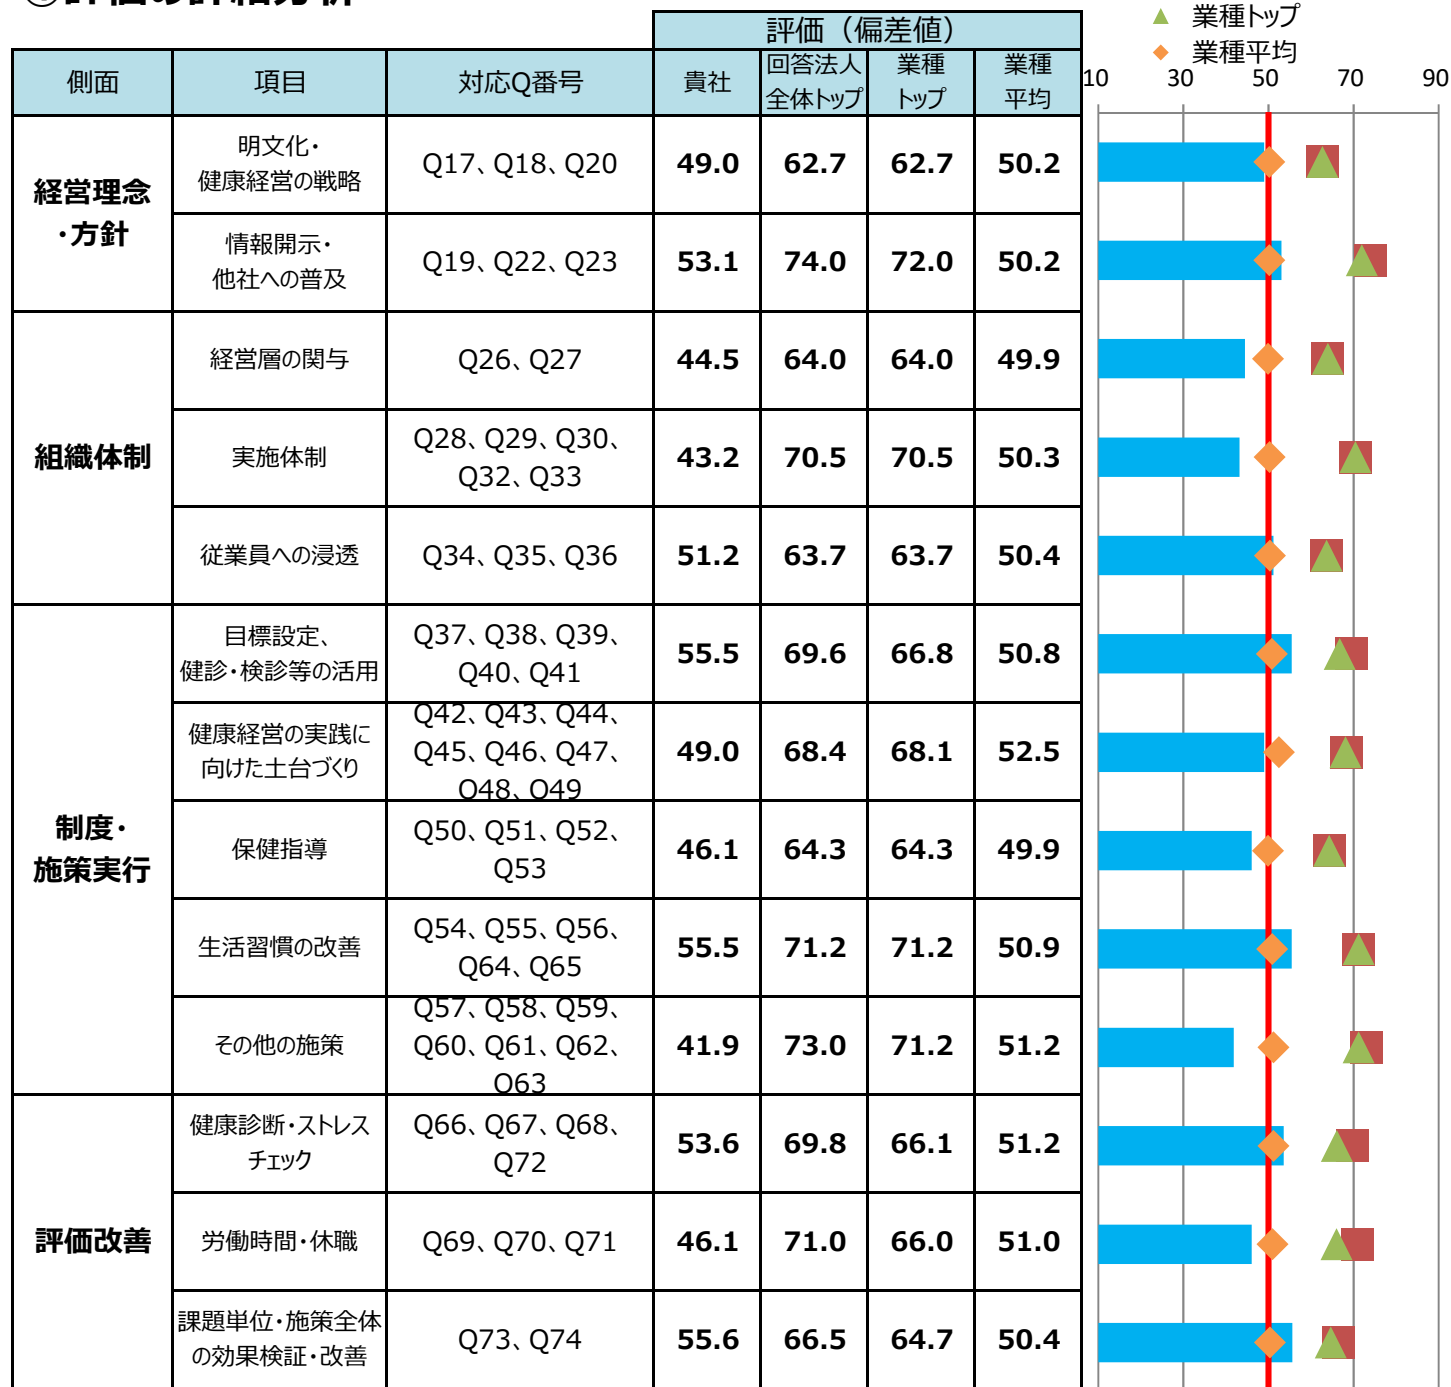 評価（偏差値）
▲ 業種トップ
◆ 業種平均
側面 項目 対応Q番号 貴社 回答法人 業種 業種
全体トップ トップ 平均
10 30 50 70 90
経営理念
・方針
明文化・
健康経営の戦略
Q17、Q18、Q20 49.0 62.7 62.7 50.2
情報開示・
他社への普及
Q19、Q22、Q23 53.1 74.0 72.0 50.2
組織体制
経営層の関与 Q26、Q27 44.5 64.0 64.0 49.9
実施体制
Q28、Q29、Q30、
Q32、Q33
43.2 70.5 70.5 50.3
従業員への浸透 Q34、Q35、Q36 51.2 63.7 63.7 50.4
制度・
施策実行
目標設定、
健診・検診等の活用
Q37、Q38、Q39、
Q40、Q41
55.5 69.6 66.8 50.8
健康経営の実践に
向けた土台づくり
Q42、Q43、Q44、
Q45、Q46、Q47、
Q48、Q49
49.0 68.4 68.1 52.5
保健指導
Q50、Q51、Q52、
Q53
46.1 64.3 64.3 49.9
生活習慣の改善
Q54、Q55、Q56、
Q64、Q65
55.5 71.2 71.2 50.9
その他の施策
Q57、Q58、Q59、
Q60、Q61、Q62、
Q63
41.9 73.0 71.2 51.2
評価改善
健康診断・ストレス
チェック
Q66、Q67、Q68、
Q72
53.6 69.8 66.1 51.2
労働時間・休職 Q69、Q70、Q71 46.1 71.0 66.0 51.0
課題単位・施策全体
の効果検証・改善
Q73、Q74 55.6 66.5 64.7 50.4